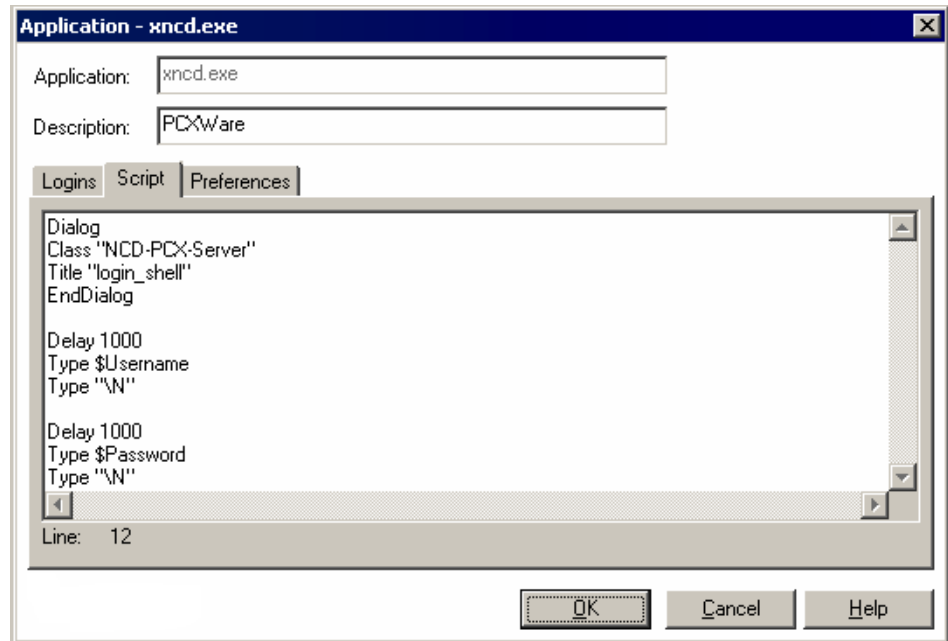 Application - xncd.exe
Application: xncd.exe
Description: PCXWare
Logins Script Preferences
Dialog
Class "NCD-PCX-Server"
Title "login_shell"
EndDialog
Delay 1000
Type $Username
Type "\N"
Delay 1000
Type $Password
Type "\N"
Line: 12
OK Cancel Help